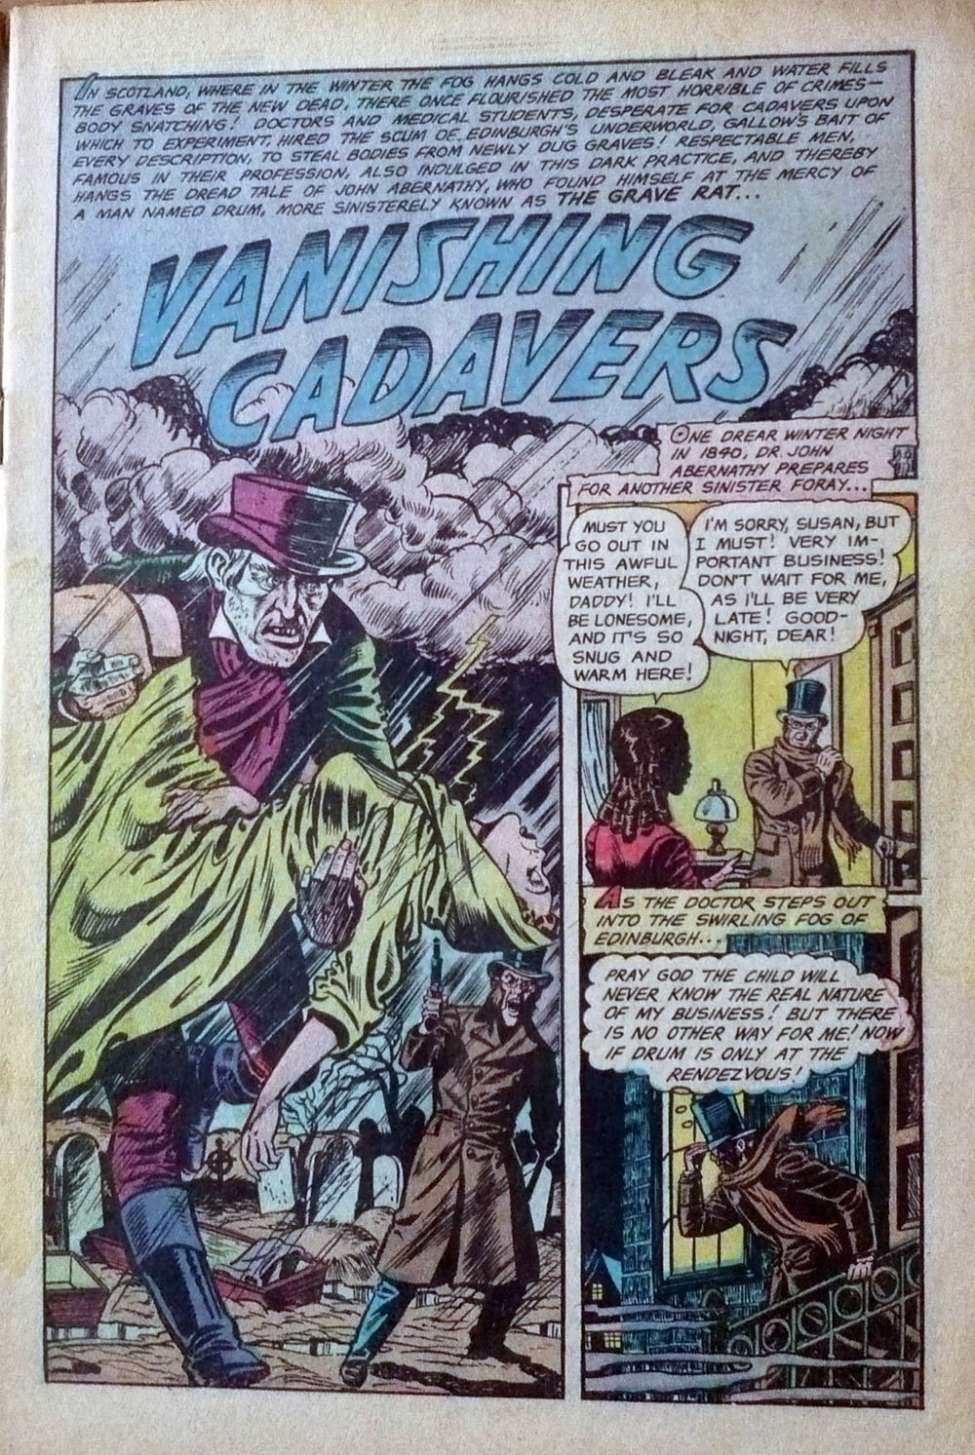 IN SCOTLAND, WHERE IN THE WINTER THE FOG HANGS COLD AND BLEAK AND WATER FILLS
THE GRAVES OF THE NEW DEAD, THERE ONCE FLOURISHED THE MOST HORRIBLE OF CRIMES—
BODY SNATCHING! DOCTORS AND MEDICAL STUDENTS, DESPERATE FOR CADAVERS UPON
WHICH TO EXPERIMENT, HIRED THE SCUM OF EDINBURGH'S UNDERWORLD, GALLOW'S BAIT OF
EVERY DESCRIPTION, TO STEAL BODIES FROM NEWLY DUG GRAVES! RESPECTABLE MEN,
FAMOUS IN THEIR PROFESSION, ALSO INDULGED IN THIS DARK PRACTICE, AND THEREBY
HANGS THE DREAD TALE OF JOHN ABERNATHY, WHO FOUND HIMSELF AT THE MERCY OF
A MAN NAMED DRUM, MORE SINISTERELY KNOWN AS THE GRAVE RAT...
VANISHING
CADAVERS
ONE DREAR WINTER NIGHT
IN 1840, DR. JOHN
ABERNATHY PREPARES
FOR ANOTHER SINISTER FORAY...
MUST YOU
GO OUT IN
THIS AWFUL
WEATHER,
DADDY! I'LL
BE LONESOME,
AND IT'S SO
SNUG AND
WARM HERE!
I'M SORRY, SUSAN, BUT
I MUST! VERY IM-
PORTANT BUSINESS!
DON'T WAIT FOR ME,
AS I'LL BE VERY
LATE! GOOD-
NIGHT, DEAR!
AS THE DOCTOR STEPS OUT
INTO THE SWIRLING FOG OF
EDINBURGH...
PRAY GOD THE CHILD WILL
NEVER KNOW THE REAL NATURE
OF MY BUSINESS! BUT THERE
IS NO OTHER WAY FOR ME! NOW
IF DRUM IS ONLY AT THE
RENDEZVOUS!